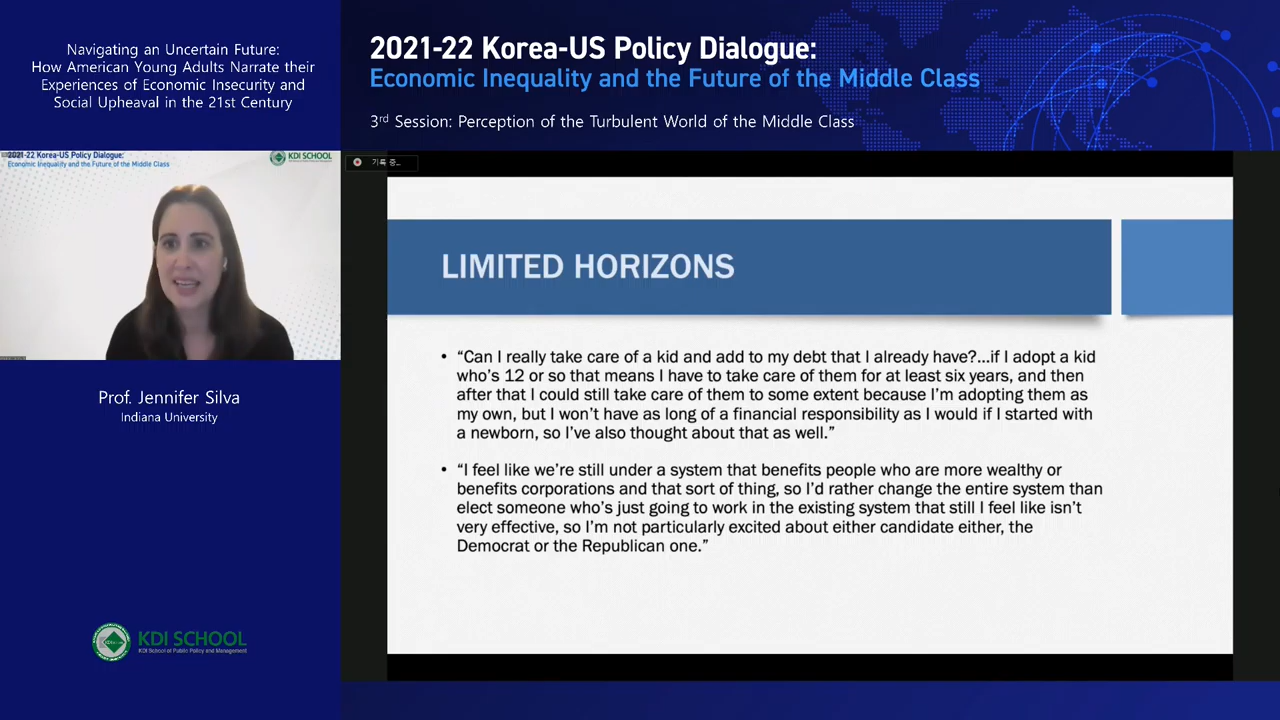 Navigating an Uncertain Future:
How American Young Adults Narrate their
Experiences of Economic Insecurity and
Social Upheaval in the 21st Century
2021-22 Korea-US Policy Dialogue:
Economic Inequality and the Future of the Middle Class
3rd Session: Perception of the Turbulent World of the Middle Class
2021-22 Korea-US Policy Dialogue:
Economic Inequality and the Future of the Middle Class
KDI SCHOOL
기록 중...
LIMITED HORIZONS
• “Can I really take care of a kid and add to my debt that I already have?...if I adopt a kid
who’s 12 or so that means I have to take care of them for at least six years, and then
after that I could still take care of them to some extent because I’m adopting them as
my own, but I won’t have as long of a financial responsibility as I would if I started with
a newborn, so I’ve also thought about that as well.”
• “I feel like we’re still under a system that benefits people who are more wealthy or
benefits corporations and that sort of thing, so I’d rather change the entire system than
elect someone who’s just going to work in the existing system that still I feel like isn’t
very effective, so I’m not particularly excited about either candidate either, the
Democrat or the Republican one.”
Prof. Jennifer Silva
Indiana University
KDI SCHOOL
KDI School of Public Policy and Management